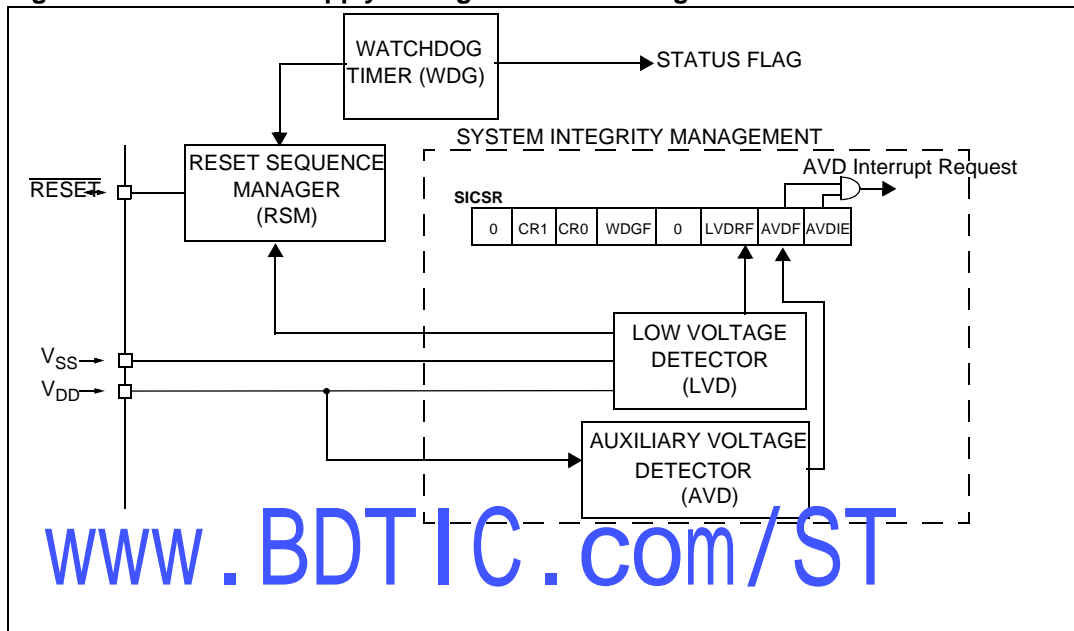 WATCHDOG
TIMER (WDG)
STATUS FLAG
SYSTEM INTEGRITY MANAGEMENT
RESET SEQUENCE
MANAGER
(RSM)
AVD Interrupt Request
RESET
SICSR
0 CR1 CR0 WDGF 0 LVDRF AVDF AVDIE
LOW VOLTAGE
DETECTOR
(LVD)
VSS
VDD
AUXILIARY VOLTAGE
DETECTOR
(AVD)
www.BDTIC.com/ST